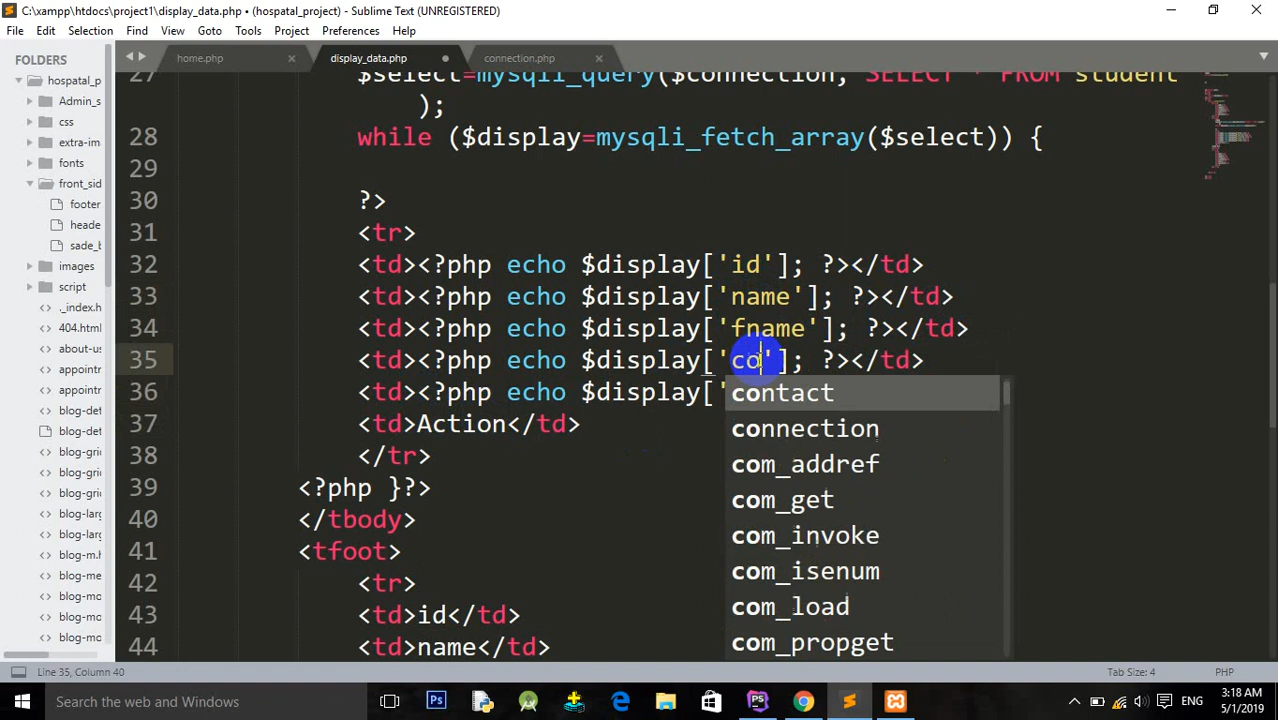 C:\xampp\htdocs\project1\display_data.php • (hospatal_project) - Sublime Text (UNREGISTERED)
File Edit Selection Find View Goto Tools Project Preferences Help
FOLDERS
hospatal_p
Admin_s
css
extra-im
fonts
front_sid
footer
heade
sade_b
images
script
._index.h
404.html
about-us
appointr
appointr
blog-det
blog-det
blog-gric
blog-gric
blog-gric
blog-larg
blog-larg
blog-m.h
blog-me
blog-mo
blog-mo
home.php display_data.php connection.php
27 $select=mysqli_query($connection, SELECT * FROM student
);
28 while ($display=mysqli_fetch_array($select)) {
29
30 ?>
31 <tr>
32 <td><?php echo $display['id']; ?></td>
33 <td><?php echo $display['name']; ?></td>
34 <td><?php echo $display['fname']; ?></td>
35 <td><?php echo $display['co']; ?></td>
36 <td><?php echo $display['
37 <td>Action</td>
38 </tr>
39 <?php }?>
40 </tbody>
41 <tfoot>
42 <tr>
43 <td>id</td>
44 <td>name</td>
contact
connection
com_addref
com_get
com_invoke
com_isenum
com_load
com_propget
Line 35, Column 40 Tab Size: 4 PHP
Search the web and Windows
ENG
3:18 AM
5/1/2019